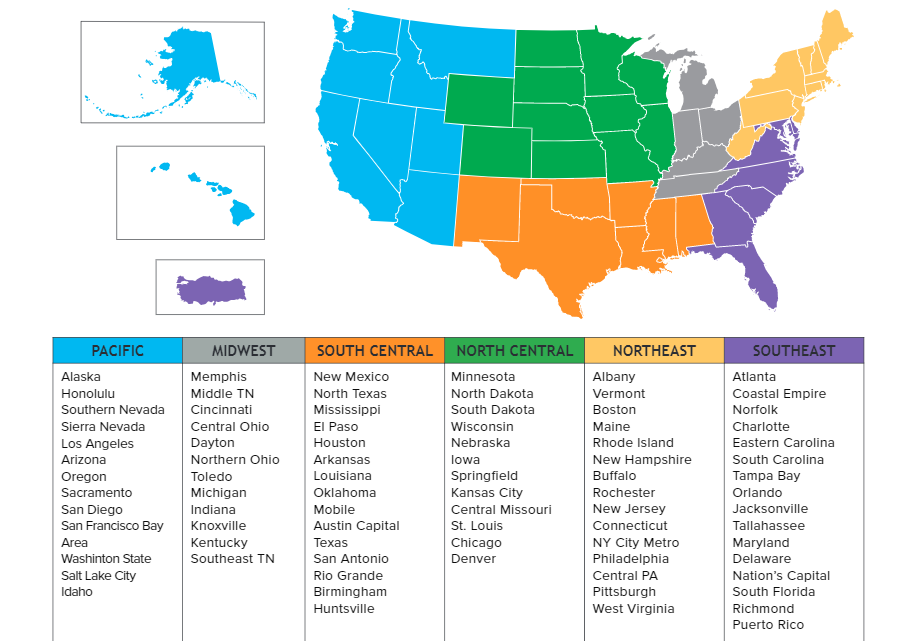 PACIFIC
Alaska
Honolulu
Southern Nevada
Sierra Nevada
Los Angeles
Arizona
Oregon
Sacramento
San Diego
San Francisco Bay
Area
Washinton State
Salt Lake City
Idaho
MIDWEST
Memphis
Middle TN
Cincinnati
Central Ohio
Dayton
Northern Ohio
Toledo
Michigan
Indiana
Knoxville
Kentucky
Southeast TN
SOUTH CENTRAL
New Mexico
North Texas
Mississippi
El Paso
Houston
Arkansas
Louisiana
Oklahoma
Mobile
Austin Capital
Texas
San Antonio
Rio Grande
Birmingham
Huntsville
NORTH CENTRAL
Minnesota
North Dakota
South Dakota
Wisconsin
Nebraska
Iowa
Springfield
Kansas City
Central Missouri
St. Louis
Chicago
Denver
NORTHEAST
Albany
Vermont
Boston
Maine
Rhode Island
New Hampshire
Buffalo
Rochester
New Jersey
Connecticut
NY City Metro
Philadelphia
Central PA
Pittsburgh
West Virginia
SOUTHEAST
Atlanta
Coastal Empire
Norfolk
Charlotte
Eastern Carolina
South Carolina
Tampa Bay
Orlando
Jacksonville
Tallahassee
Maryland
Delaware
Nation's Capital
South Florida
Richmond
Puerto Rico